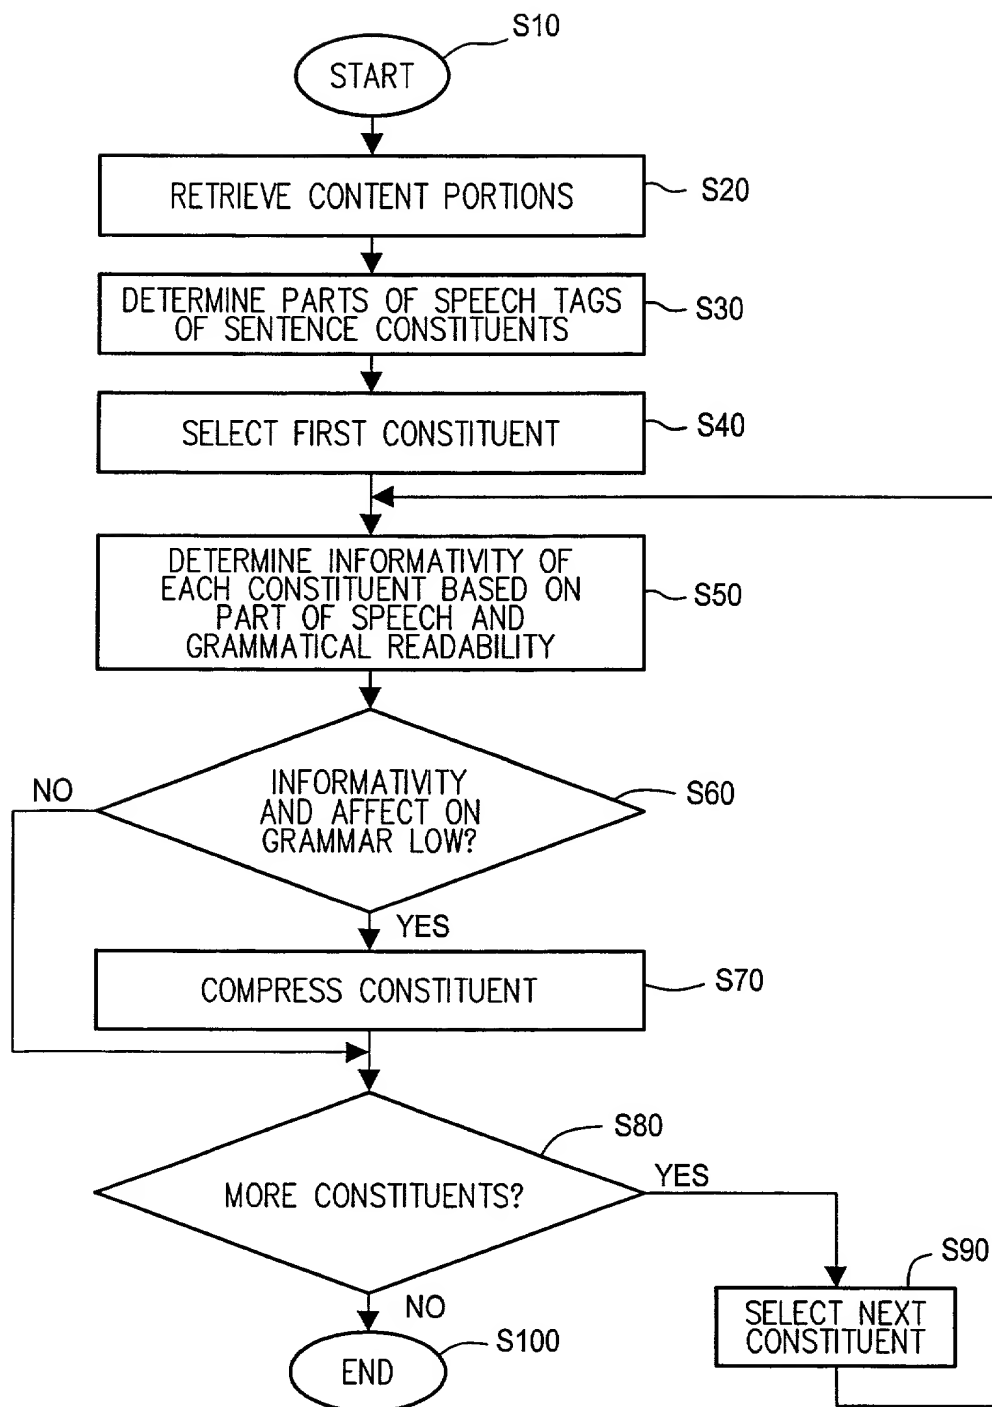 S10
START
RETRIEVE CONTENT PORTIONS
S20
DETERMINE PARTS OF SPEECH TAGS
OF SENTENCE CONSTITUENTS
S30
SELECT FIRST CONSTITUENT
S40
DETERMINE INFORMATIVITY OF
EACH CONSTITUENT BASED ON
PART OF SPEECH AND
GRAMMATICAL READABILITY
S50
NO
INFORMATIVITY
AND AFFECT ON
GRAMMAR LOW?
S60
YES
COMPRESS CONSTITUENT
S70
S80
MORE CONSTITUENTS?
YES
S90
SELECT NEXT
CONSTITUENT
NO
S100
END